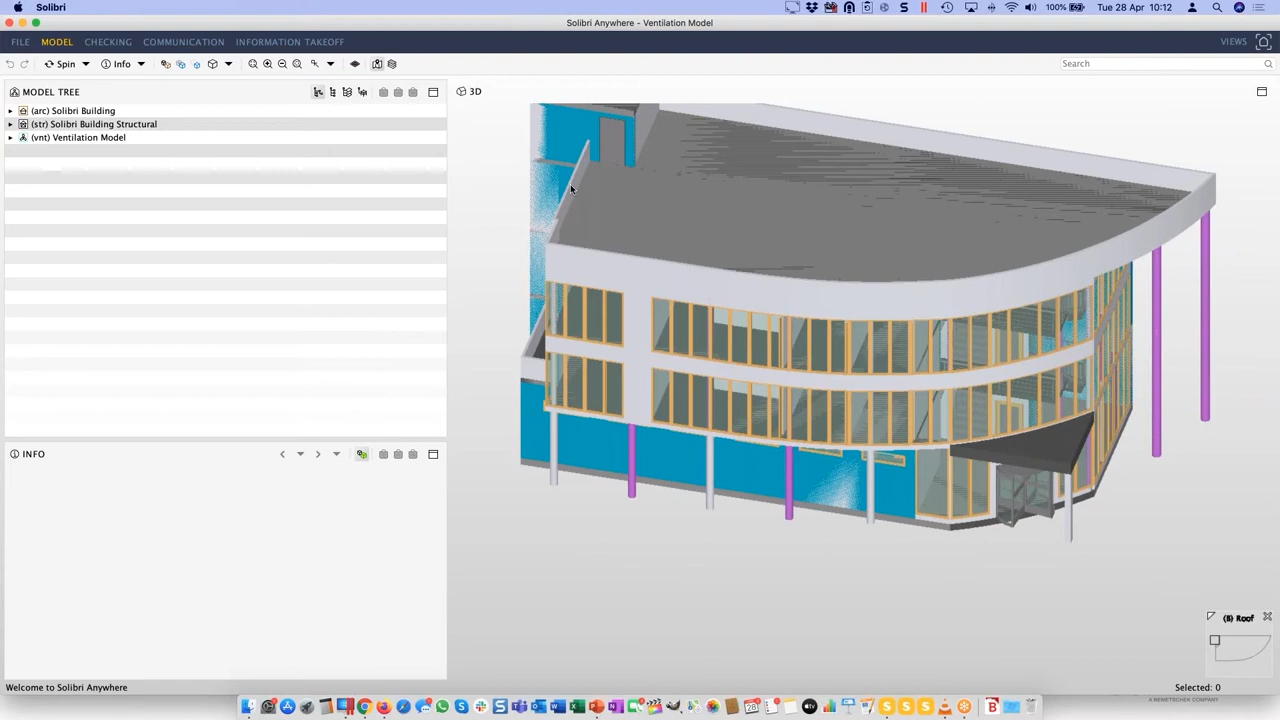 Solibri
100%
Tue 28 Apr 10:12
Solibri Anywhere - Ventilation Model
FILE
MODEL
CHECKING
COMMUNICATION
INFORMATION TAKEOFF
VIEWS
Spin
Info
Search
MODEL TREE
3D
(arc) Solibri Building
(str) Solibri Building Structural
(vnt) Ventilation Model
INFO
Roof
Welcome to Solibri Anywhere
Selected: 0
A NEMETSCHEK COMPANY